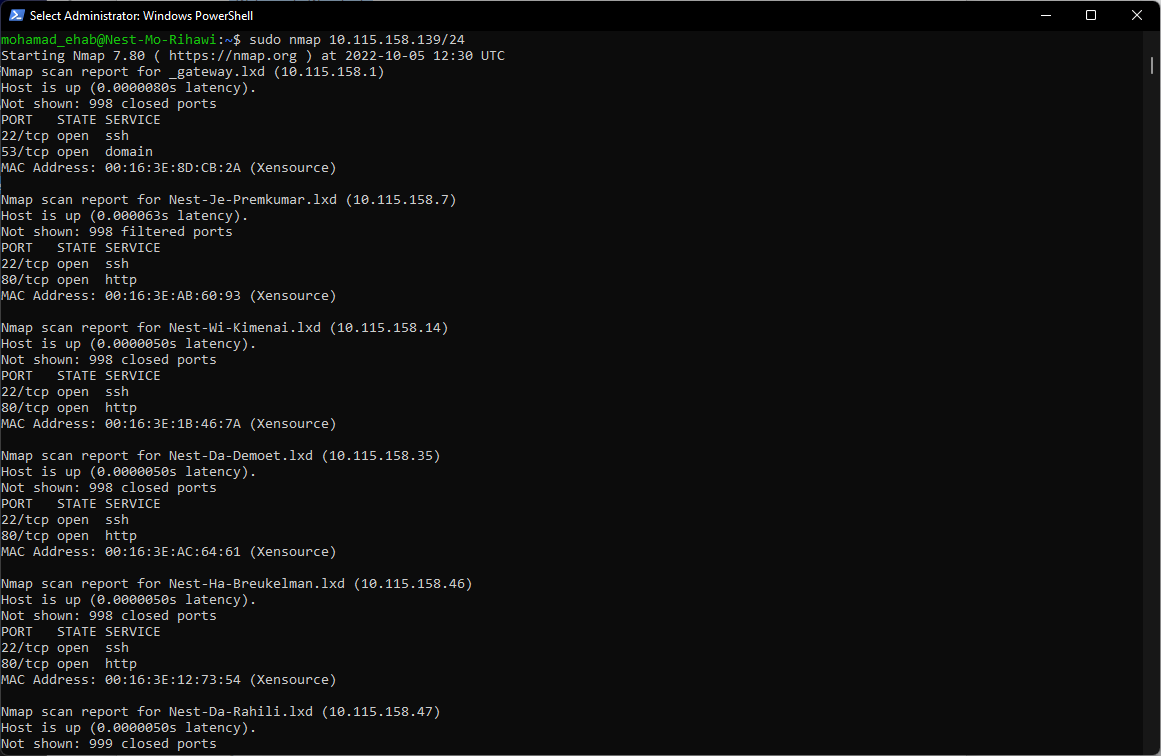 Select Administrator: Windows PowerShell
mohamad_ehab@Nest-Mo-Rihawi:~$ sudo nmap 10.115.158.139/24
Starting Nmap 7.80 ( https://nmap.org ) at 2022-10-05 12:30 UTC
Nmap scan report for _gateway.lxd (10.115.158.1)
Host is up (0.0000080s latency).
Not shown: 998 closed ports
PORT   STATE SERVICE
22/tcp open  ssh
53/tcp open  domain
MAC Address: 00:16:3E:8D:CB:2A (Xensource)

Nmap scan report for Nest-Je-Premkumar.lxd (10.115.158.7)
Host is up (0.000063s latency).
Not shown: 998 filtered ports
PORT   STATE SERVICE
22/tcp open  ssh
80/tcp open  http
MAC Address: 00:16:3E:AB:60:93 (Xensource)

Nmap scan report for Nest-Wi-Kimenai.lxd (10.115.158.14)
Host is up (0.0000050s latency).
Not shown: 998 closed ports
PORT   STATE SERVICE
22/tcp open  ssh
80/tcp open  http
MAC Address: 00:16:3E:1B:46:7A (Xensource)

Nmap scan report for Nest-Da-Demoet.lxd (10.115.158.35)
Host is up (0.0000050s latency).
Not shown: 998 closed ports
PORT   STATE SERVICE
22/tcp open  ssh
80/tcp open  http
MAC Address: 00:16:3E:AC:64:61 (Xensource)

Nmap scan report for Nest-Ha-Breukelman.lxd (10.115.158.46)
Host is up (0.0000050s latency).
Not shown: 998 closed ports
PORT   STATE SERVICE
22/tcp open  ssh
80/tcp open  http
MAC Address: 00:16:3E:12:73:54 (Xensource)

Nmap scan report for Nest-Da-Rahili.lxd (10.115.158.47)
Host is up (0.0000050s latency).
Not shown: 999 closed ports